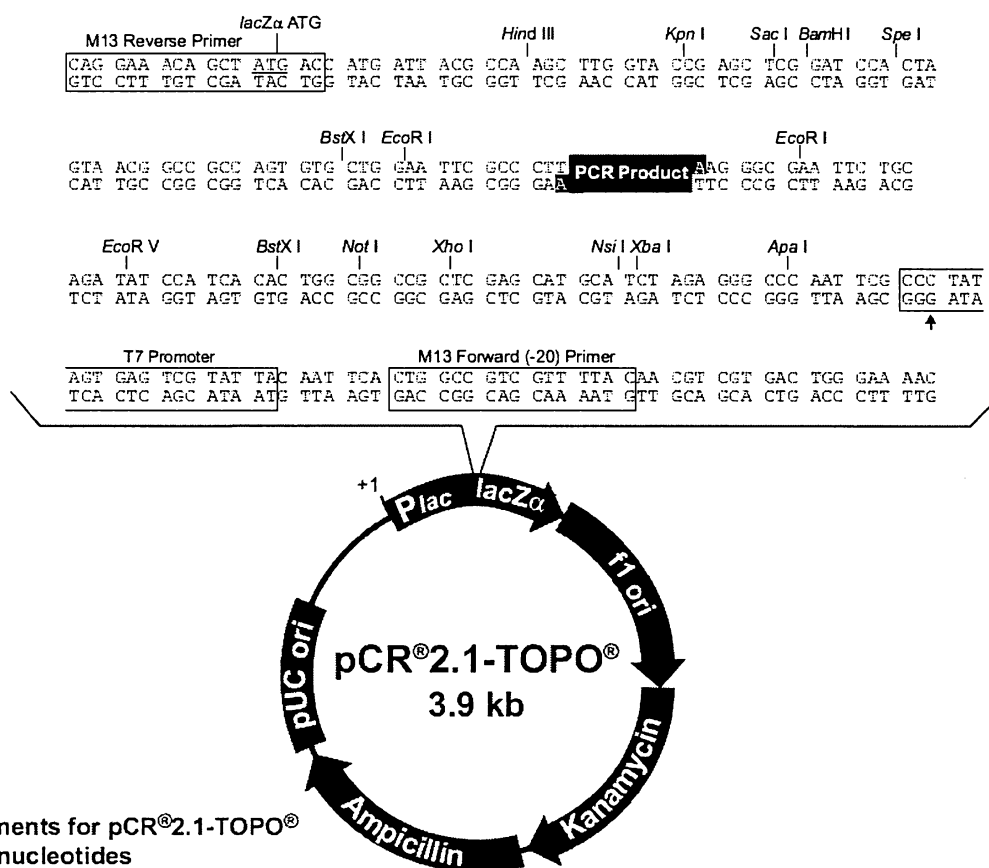 lacZα ATG
M13 Reverse Primer
Hind III Kpn I Sac I BamH I Spe I
CAG GAA ACA GCT ATG ACC ATG ATT ACG CCA AGC TTG GTA CCG AGC TCG GAT CCA CTA
GTC CTT TGT CGA TAC TGG TAC TAA TGC GGT TCG AAC CAT GGC TCG AGC CTA GGT GAT
BstX I EcoR I EcoR I
GTA ACG GCC GCC AGT GTG CTG GAA TTC GCC CTT PCR Product AAG GGC GAA TTC TGC
CAT TGC CGG CGG TCA CAC GAC CTT AAG CGG GAA TTC CCG CTT AAG ACG
EcoR V BstX I Not I Xho I Nsi I Xba I Apa I
AGA TAT CCA TCA CAC TGG CGG CCG CTC GAG CAT GCA TCT AGA GGG CCC AAT TCG CCC TAT
TCT ATA GGT AGT GTG ACC GCC GGC GAG CTC GTA CGT AGA TCT CCC GGG TTA AGC GGG ATA
T7 Promoter M13 Forward (-20) Primer
AGT GAG TCG TAT TAC AAT TCA CTG GCC GTC GTT TTA CAA CGT CGT GAC TGG GAA AAC
TCA CTC AGC ATA ATG TTA AGT GAC CGG CAG CAA AAT GTT GCA GCA CTG ACC CTT TTG
+1
Plac lacZα
f1 ori
pUC ori
pCR®2.1-TOPO®
3.9 kb
Kanamycin
Ampicillin
ments for pCR®2.1-TOPO®
nucleotides